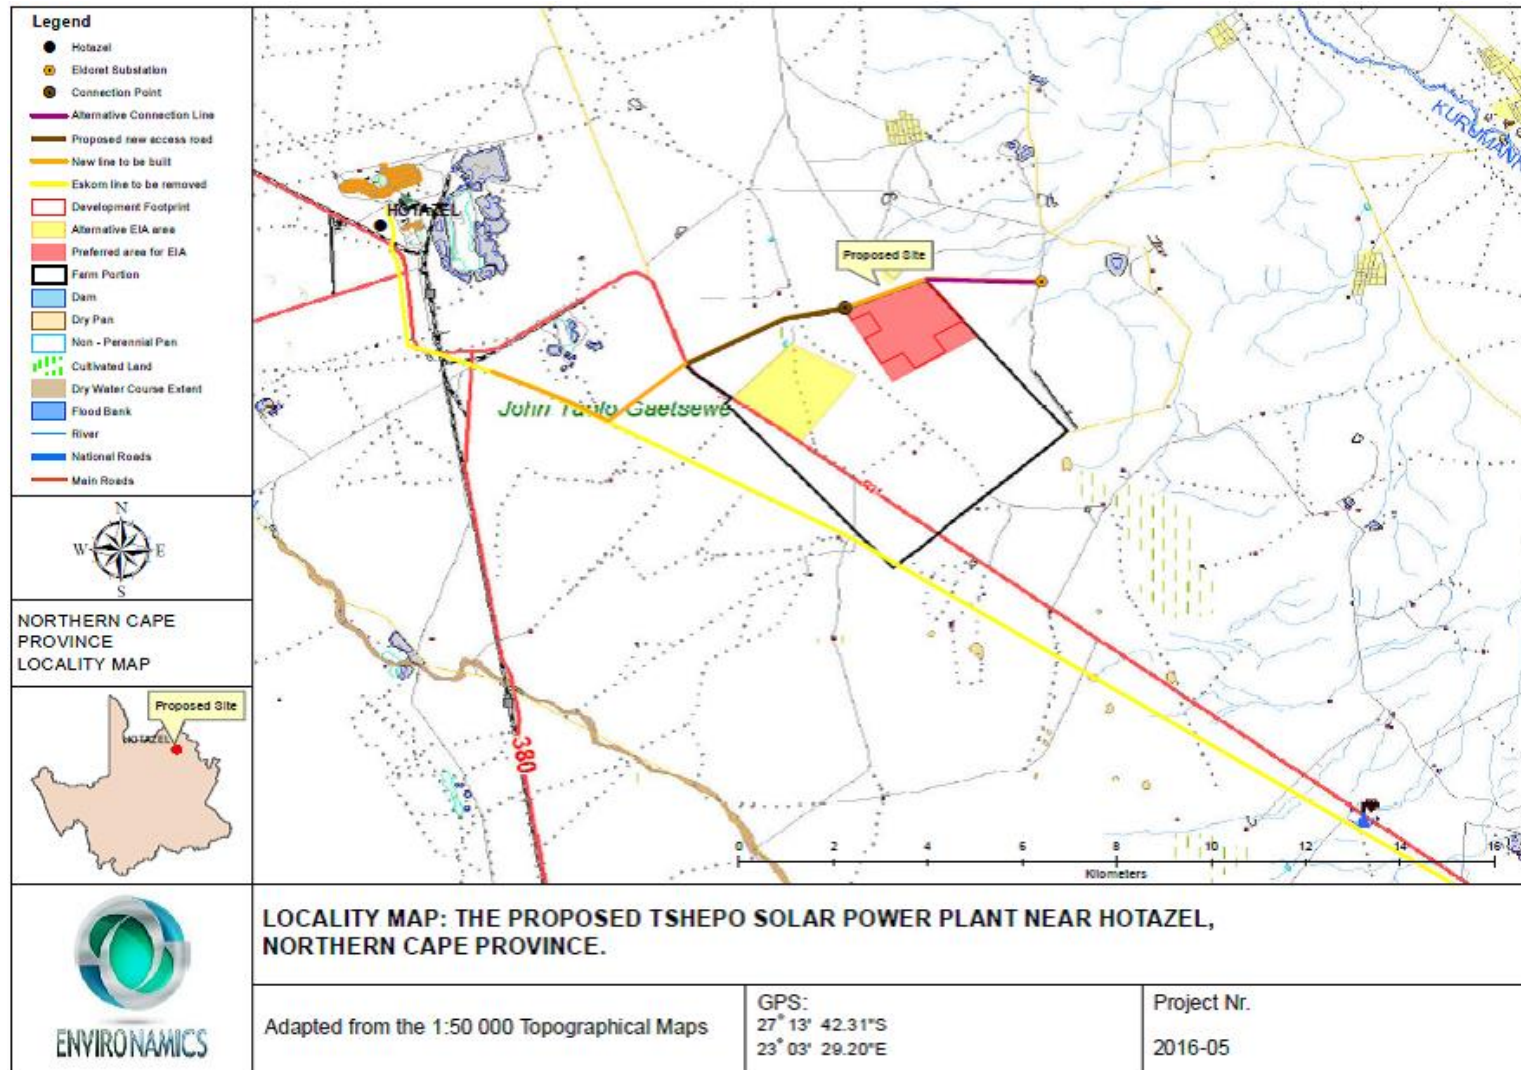 Legend
Hotazel
Eldoret Substation
Connection Point
Alternative Connection Line
Proposed new access road
New line to be built
Eskom line to be removed
Development Footprint
Alternative EIA area
Preferred area for EIA
Farm Portion
Dam
Dry Pan
Non - Perennial Pan
Cultivated Land
Dry Water Course Extent
Flood Bank
River
National Roads
Main Roads
N
W E
S
NORTHERN CAPE
PROVINCE
LOCALITY MAP
Proposed Site
HOTAZEL
ENVIRONAMICS
HOTAZEL
Proposed Site
John Taolo Gaetsewe
380
0 2 4 6 8 10 12 14 16
Kilometers
LOCALITY MAP: THE PROPOSED TSHEPO SOLAR POWER PLANT NEAR HOTAZEL,
NORTHERN CAPE PROVINCE.
Adapted from the 1:50 000 Topographical Maps
GPS:
27° 13' 42.31"S
23° 03' 29.20"E
Project Nr.
2016-05